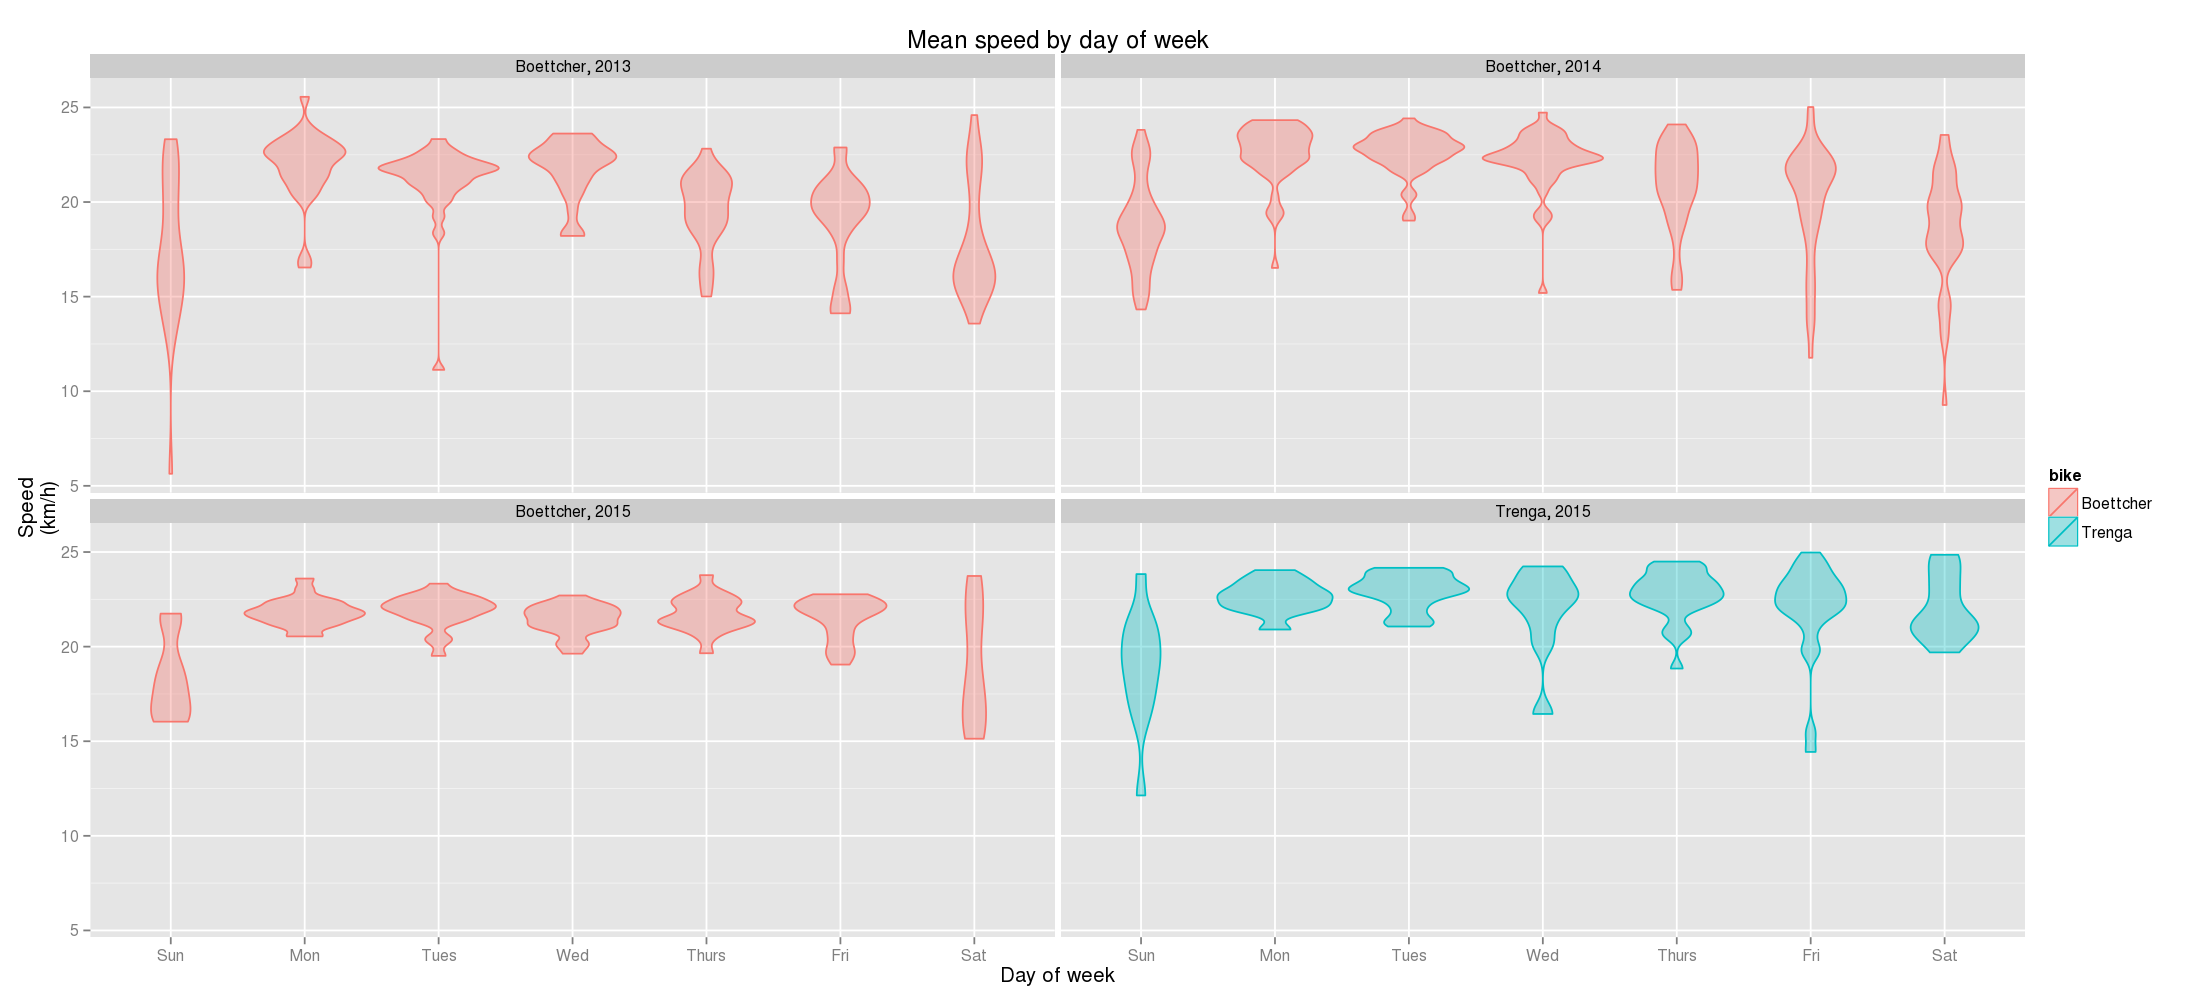 Mean speed by day of week
Boettcher, 2013
Boettcher, 2014
25
20
15
10
5
Boettcher, 2015
Trenga, 2015
25
20
15
10
5
Sun Mon Tues Wed Thurs Fri Sat
Sun Mon Tues Wed Thurs Fri Sat
Day of week
Speed
(km/h)
bike
Boettcher
Trenga